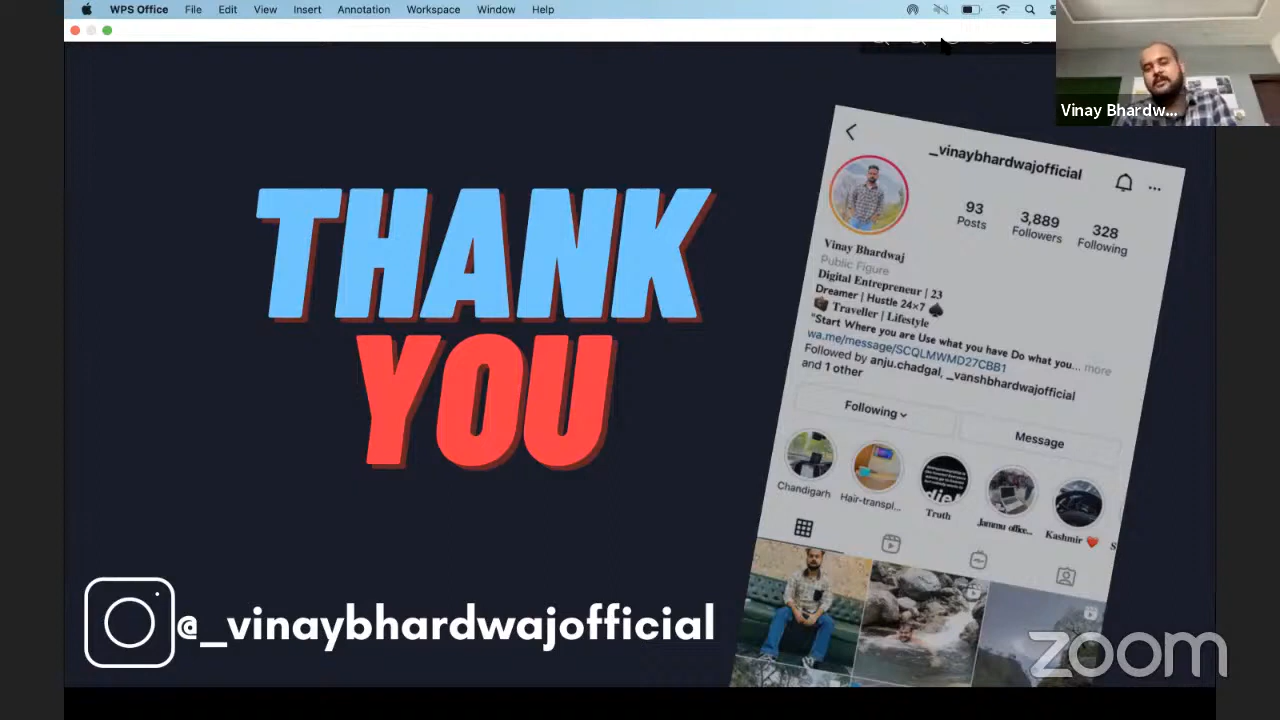 WPS Office File Edit View Insert Format Annotation Workspace Window Help
Vinay Bhardw...
THANK
YOU
@_vinaybhardwajofficial
_vinaybhardwajofficial
93 3,889 328
Posts Followers Following
Vinay Bhardwaj
Public Figure
Digital Entrepreneur | 23
Dreamer | Hustle 24×7 ♠
Traveller | Lifestyle
"Start Where you are Use what you have Do what you... more
wa.me/message/SCQLMWMD27CBB1
Followed by anju.chadgal, _vanshbhardwajofficial
and 1 other
Following Message
Chandigarh Hair-transpl... Truth Jammu office... Kashmir ❤️ S
die!
zoom